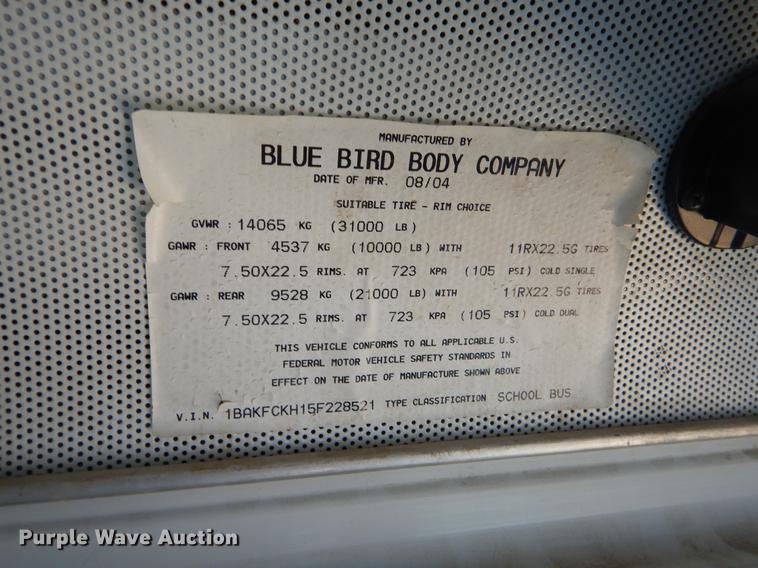 MANUFACTURED BY
BLUE BIRD BODY COMPANY
DATE OF MFR. 08/04
SUITABLE TIRE - RIM CHOICE
GVWR : 14065 KG (31000 LB)
GAWR : FRONT 4537 KG (10000 LB) WITH 11RX22.5G TIRES
7.50X22.5 RIMS. AT 723 KPA (105 PSI) COLD SINGLE
GAWR : REAR 9528 KG (21000 LB) WITH 11RX22.5G TIRES
7.50X22.5 RIMS. AT 723 KPA (105 PSI) COLD DUAL
THIS VEHICLE CONFORMS TO ALL APPLICABLE U.S.
FEDERAL MOTOR VEHICLE SAFETY STANDARDS IN
EFFECT ON THE DATE OF MANUFACTURE SHOWN ABOVE
V.I.N. 1BAKFCKH15F228521 TYPE CLASSIFICATION SCHOOL BUS
Purple Wave Auction